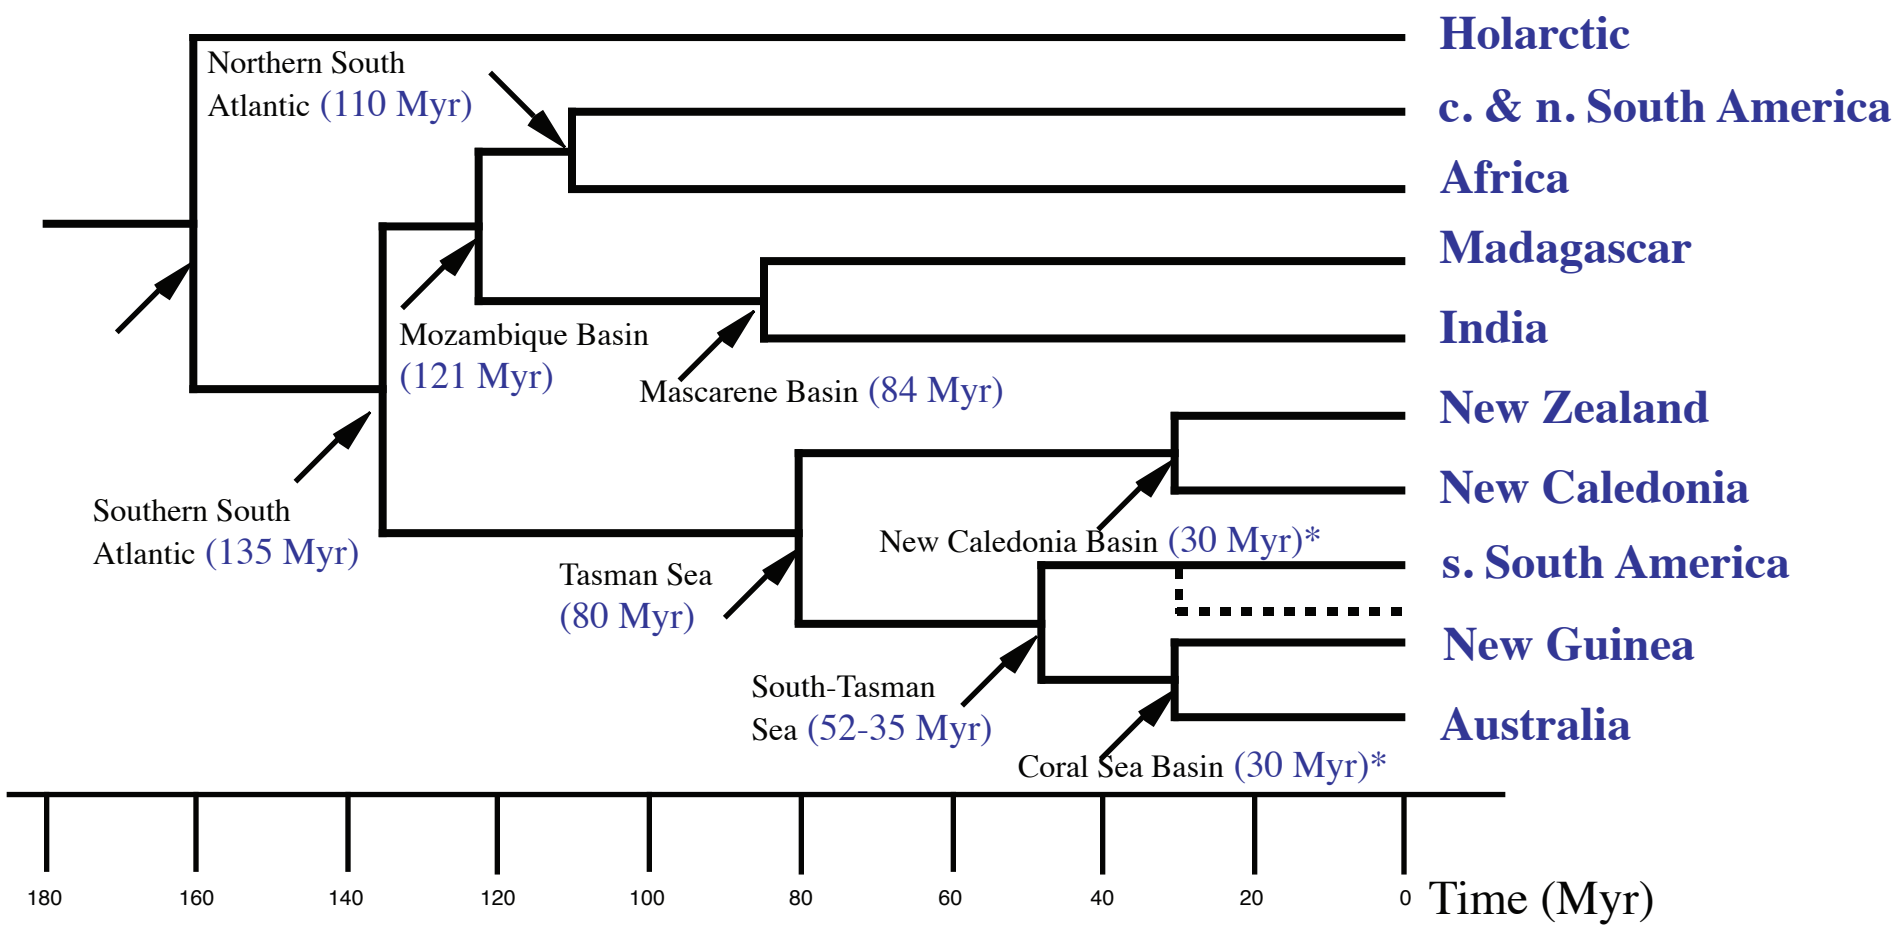 Holarctic
Northern South
Atlantic (110 Myr)
c. & n. South America
Africa
Madagascar
India
Mozambique Basin
(121 Myr)
Mascarene Basin (84 Myr)
New Zealand
New Caledonia
Southern South
Atlantic (135 Myr)
New Caledonia Basin (30 Myr)*
s. South America
Tasman Sea
(80 Myr)
New Guinea
South-Tasman
Sea (52-35 Myr)
Australia
Coral Sea Basin (30 Myr)*
180 160 140 120 100 80 60 40 20 0 Time (Myr)